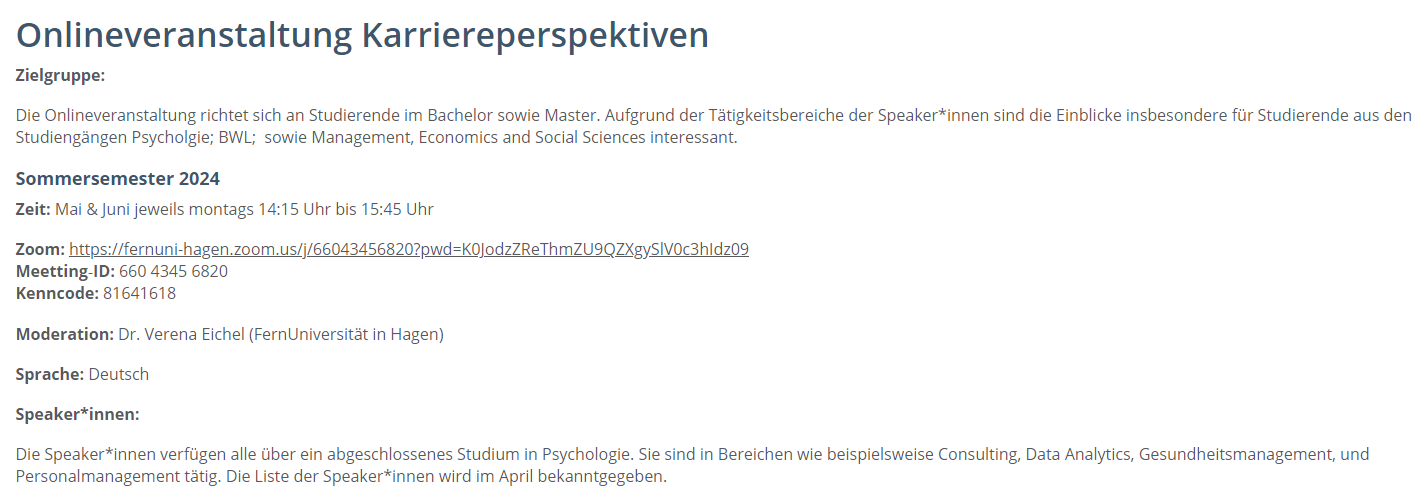 Onlineveranstaltung Karriereperspektiven
Zielgruppe:
Die Onlineveranstaltung richtet sich an Studierende im Bachelor sowie Master. Aufgrund der Tätigkeitsbereiche der Speaker*innen sind die Einblicke insbesondere für Studierende aus den
Studiengängen Psycholgie; BWL;  sowie Management, Economics and Social Sciences interessant.
Sommersemester 2024
Zeit: Mai & Juni jeweils montags 14:15 Uhr bis 15:45 Uhr
Zoom: https://fernuni-hagen.zoom.us/j/66043456820?pwd=K0JodzZReThmZU9QZXgySlV0c3hIdz09
Meetting-ID: 660 4345 6820
Kenncode: 81641618
Moderation: Dr. Verena Eichel (FernUniversität in Hagen)
Sprache: Deutsch
Speaker*innen:
Die Speaker*innen verfügen alle über ein abgeschlossenes Studium in Psychologie. Sie sind in Bereichen wie beispielsweise Consulting, Data Analytics, Gesundheitsmanagement, und
Personalmanagement tätig. Die Liste der Speaker*innen wird im April bekanntgegeben.